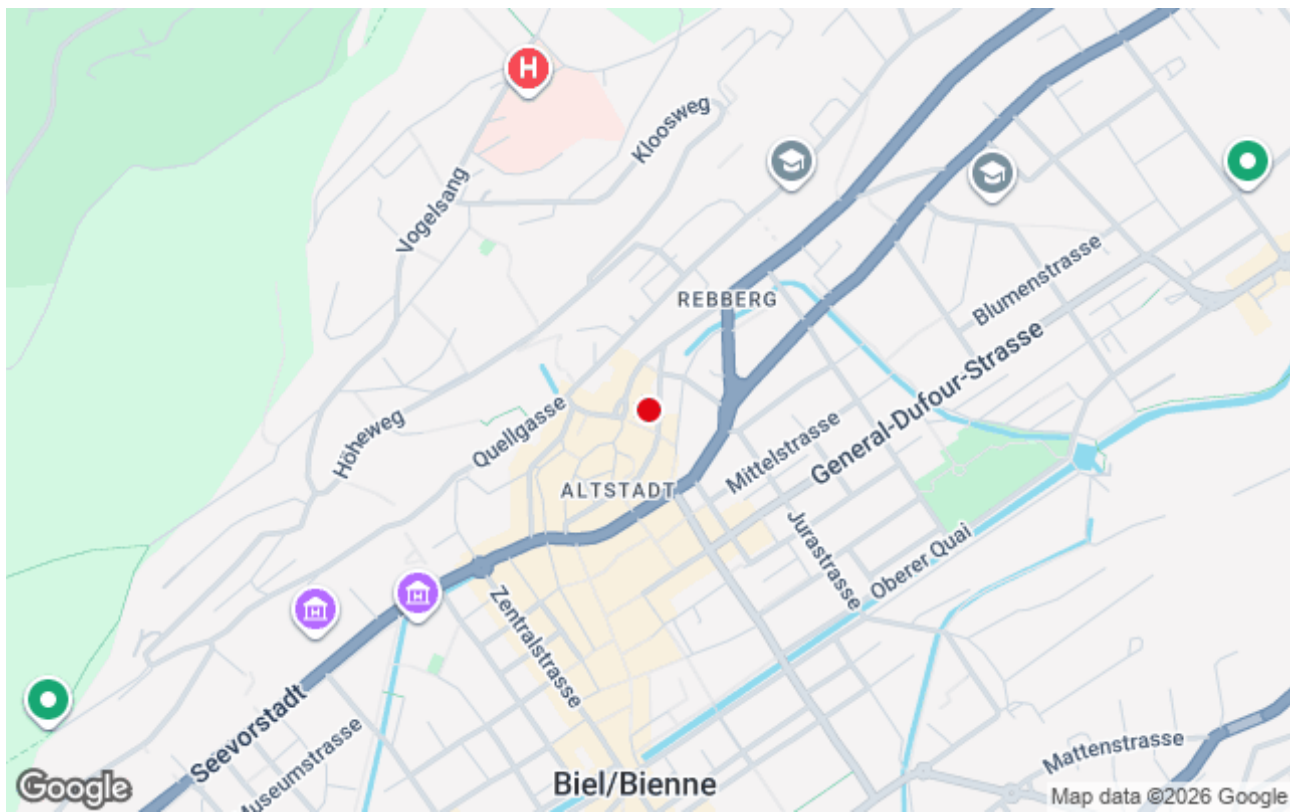 H
Kloosweg
Vogelsang
REBBERG
Blumenstrasse
Höheweg
Quellgasse
Mittelstrasse
General-Dufour-Strasse
ALTSTADT
Jurastrasse
Oberer Quai
Zentralstrasse
Seevorstadt
Museumstrasse
Mattenstrasse
Biel/Bienne
Google
Map data ©2026 Google